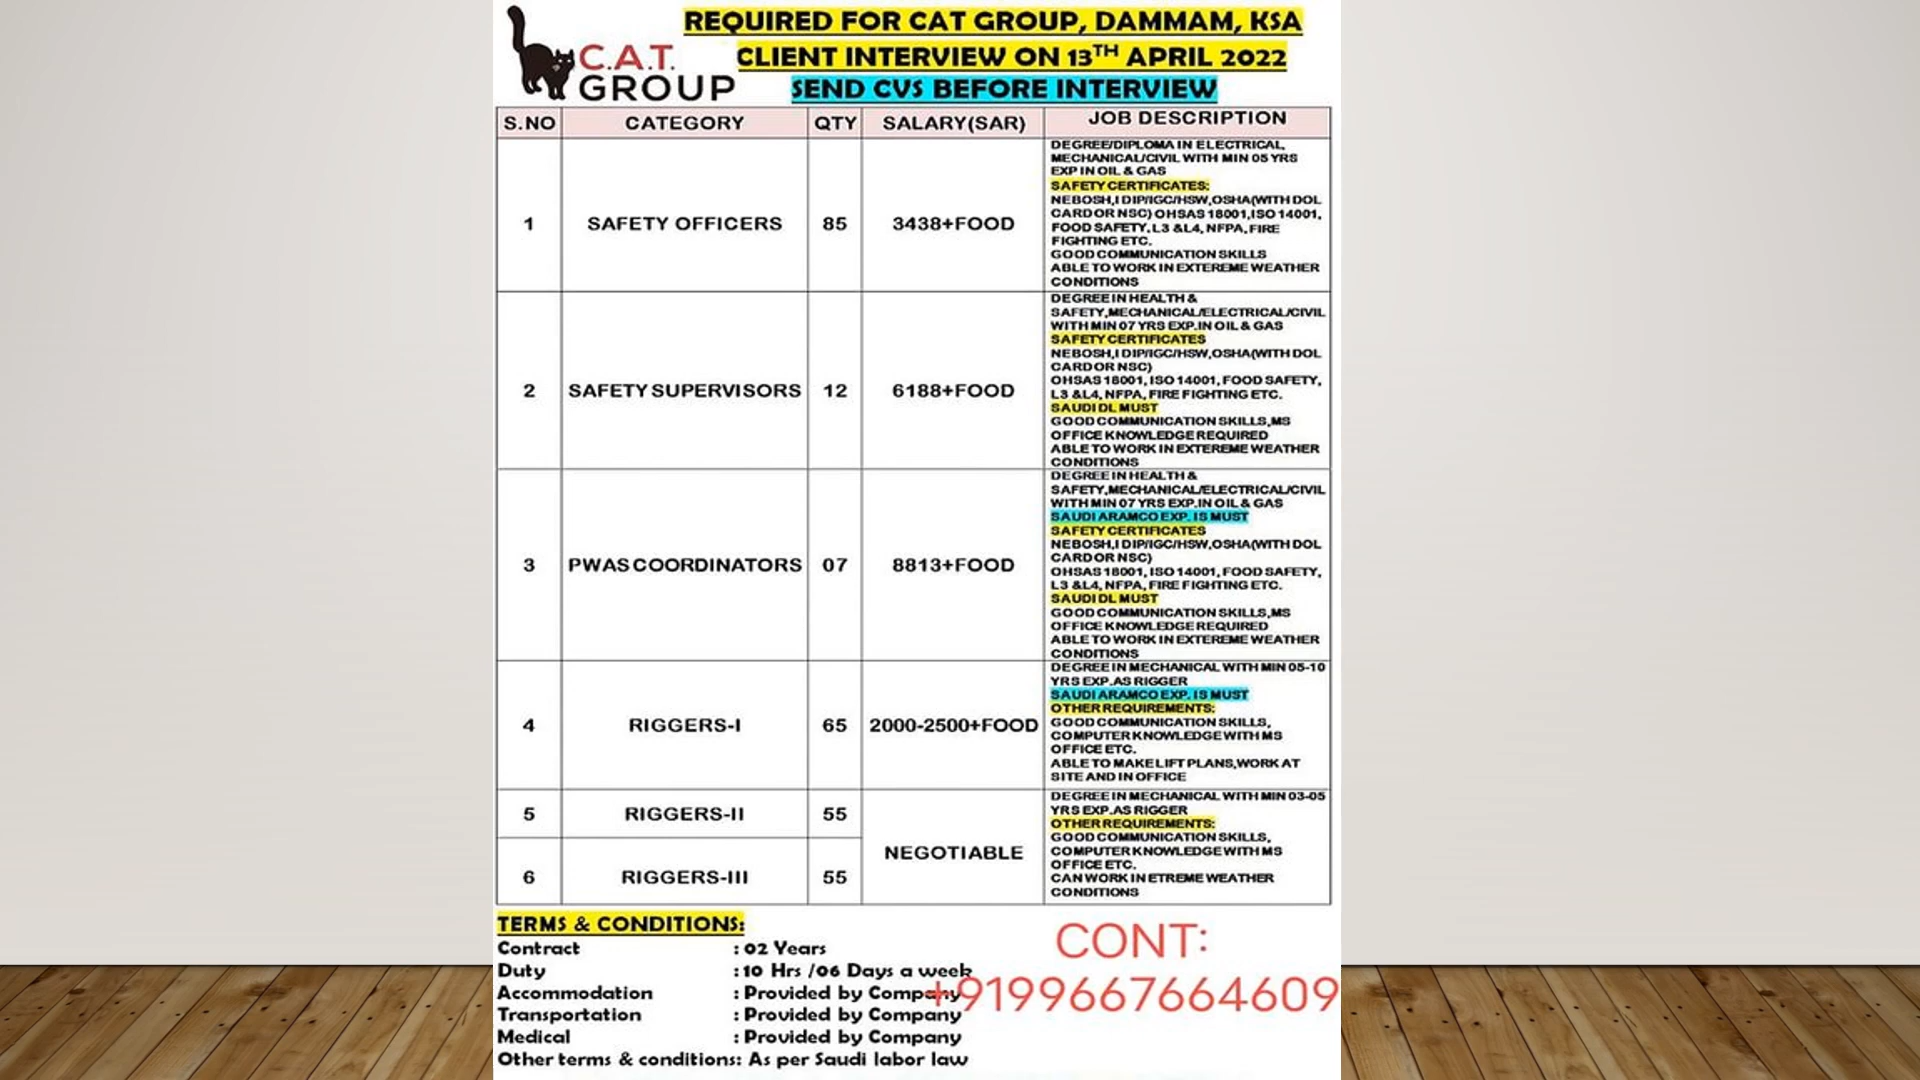 C.A.T.
GROUP
REQUIRED FOR CAT GROUP, DAMMAM, KSA
CLIENT INTERVIEW ON 13TH APRIL 2022
SEND CVS BEFORE INTERVIEW
S.NO CATEGORY QTY SALARY(SAR) JOB DESCRIPTION
1 SAFETY OFFICERS 85 3438+FOOD
DEGREE/DIPLOMA IN ELECTRICAL,
MECHANICAL/CIVIL WITH MIN 05 YRS
EXP IN OIL & GAS
SAFETY CERTIFICATES:
NEBOSH,I DIP/IGC/HSW,OSHA(WITH DOL
CARD OR NSC) OHSAS 18001,ISO 14001,
FOOD SAFETY, L3 &L4, NFPA, FIRE
FIGHTING ETC.
GOOD COMMUNICATION SKILLS
ABLE TO WORK IN EXTEREME WEATHER
CONDITIONS
2 SAFETY SUPERVISORS 12 6188+FOOD
DEGREE IN HEALTH &
SAFETY,MECHANICAL/ELECTRICAL/CIVIL
WITH MIN 07 YRS EXP.IN OIL & GAS
SAFETY CERTIFICATES
NEBOSH,I DIP/IGC/HSW,OSHA(WITH DOL
CARD OR NSC)
OHSAS 18001, ISO 14001, FOOD SAFETY,
L3 &L4, NFPA, FIRE FIGHTING ETC.
SAUDI DL MUST
GOOD COMMUNICATION SKILLS,MS
OFFICE KNOWLEDGE REQUIRED
ABLE TO WORK IN EXTEREME WEATHER
CONDITIONS
3 PWAS COORDINATORS 07 8813+FOOD
DEGREE IN HEALTH &
SAFETY,MECHANICAL/ELECTRICAL/CIVIL
WITH MIN 07 YRS EXP.IN OIL & GAS
SAUDI ARAMCO EXP. IS MUST
SAFETY CERTIFICATES
NEBOSH,I DIP/IGC/HSW,OSHA(WITH DOL
CARD OR NSC)
OHSAS 18001, ISO 14001, FOOD SAFETY,
L3 &L4, NFPA, FIRE FIGHTING ETC.
SAUDI DL MUST
GOOD COMMUNICATION SKILLS,MS
OFFICE KNOWLEDGE REQUIRED
ABLE TO WORK IN EXTEREME WEATHER
CONDITIONS
4 RIGGERS-I 65 2000-2500+FOOD
DEGREE IN MECHANICAL WITH MIN 05-10
YRS EXP.AS RIGGER
SAUDI ARAMCO EXP. IS MUST
OTHER REQUIREMENTS:
GOOD COMMUNICATION SKILLS,
COMPUTER KNOWLEDGE WITH MS
OFFICE ETC.
ABLE TO MAKE LIFT PLANS,WORK AT
SITE AND IN OFFICE
5 RIGGERS-II 55
6 RIGGERS-III 55
NEGOTIABLE
DEGREE IN MECHANICAL WITH MIN 03-05
YRS EXP.AS RIGGER
OTHER REQUIREMENTS:
GOOD COMMUNICATION SKILLS,
COMPUTER KNOWLEDGE WITH MS
OFFICE ETC.
CAN WORK IN ETREME WEATHER
CONDITIONS
TERMS & CONDITIONS:
Contract : 02 Years
Duty : 10 Hrs /06 Days a week
Accommodation : Provided by Company
Transportation : Provided by Company
Medical : Provided by Company
Other terms & conditions: As per Saudi labor law
CONT:
+9199667664609